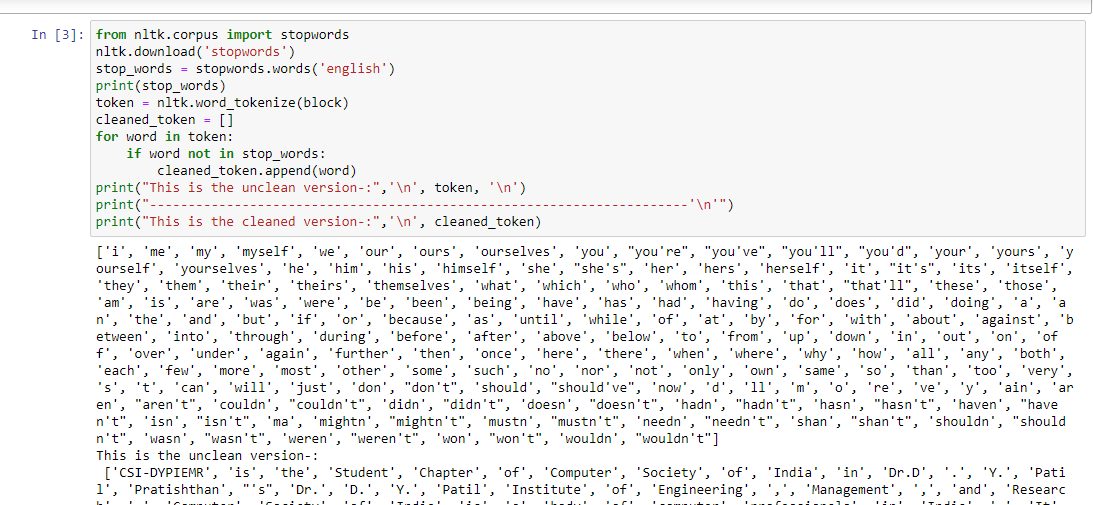 In [3]: from nltk.corpus import stopwords
nltk.download('stopwords')
stop_words = stopwords.words('english')
print(stop_words)
token = nltk.word_tokenize(block)
cleaned_token = []
for word in token:
    if word not in stop_words:
        cleaned_token.append(word)
print("This is the unclean version-:",'\n', token, '\n')
print("-----------------------------------------------------------------------'\n'")
print("This is the cleaned version-:",'\n', cleaned_token)
['i', 'me', 'my', 'myself', 'we', 'our', 'ours', 'ourselves', 'you', "you're", "you've", "you'll", "you'd", 'your', 'yours', 'y
ourself', 'yourselves', 'he', 'him', 'his', 'himself', 'she', "she's", 'her', 'hers', 'herself', 'it', "it's", 'its', 'itself',
'they', 'them', 'their', 'theirs', 'themselves', 'what', 'which', 'who', 'whom', 'this', 'that', "that'll", 'these', 'those',
'am', 'is', 'are', 'was', 'were', 'be', 'been', 'being', 'have', 'has', 'had', 'having', 'do', 'does', 'did', 'doing', 'a', 'a
n', 'the', 'and', 'but', 'if', 'or', 'because', 'as', 'until', 'while', 'of', 'at', 'by', 'for', 'with', 'about', 'against', 'b
etween', 'into', 'through', 'during', 'before', 'after', 'above', 'below', 'to', 'from', 'up', 'down', 'in', 'out', 'on', 'of
f', 'over', 'under', 'again', 'further', 'then', 'once', 'here', 'there', 'when', 'where', 'why', 'how', 'all', 'any', 'both',
'each', 'few', 'more', 'most', 'other', 'some', 'such', 'no', 'nor', 'not', 'only', 'own', 'same', 'so', 'than', 'too', 'very',
's', 't', 'can', 'will', 'just', 'don', "don't", 'should', "should've", 'now', 'd', 'll', 'm', 'o', 're', 've', 'y', 'ain', 'ar
en', "aren't", 'couldn', "couldn't", 'didn', "didn't", 'doesn', "doesn't", 'hadn', "hadn't", 'hasn', "hasn't", 'haven', "have
n't", 'isn', "isn't", 'ma', 'mightn', "mightn't", 'mustn', "mustn't", 'needn', "needn't", 'shan', "shan't", 'shouldn', "should
n't", 'wasn', "wasn't", 'weren', "weren't", 'won', "won't", 'wouldn', "wouldn't"]
This is the unclean version-:
['CSI-DYPIEMR', 'is', 'the', 'Student', 'Chapter', 'of', 'Computer', 'Society', 'of', 'India', 'in', 'Dr.D', '.', 'Y.', 'Pati
l', 'Pratishthan', "'s", 'Dr.', 'D.', 'Y.', 'Patil', 'Institute', 'of', 'Engineering', ',', 'Management', ',', 'and', 'Researc